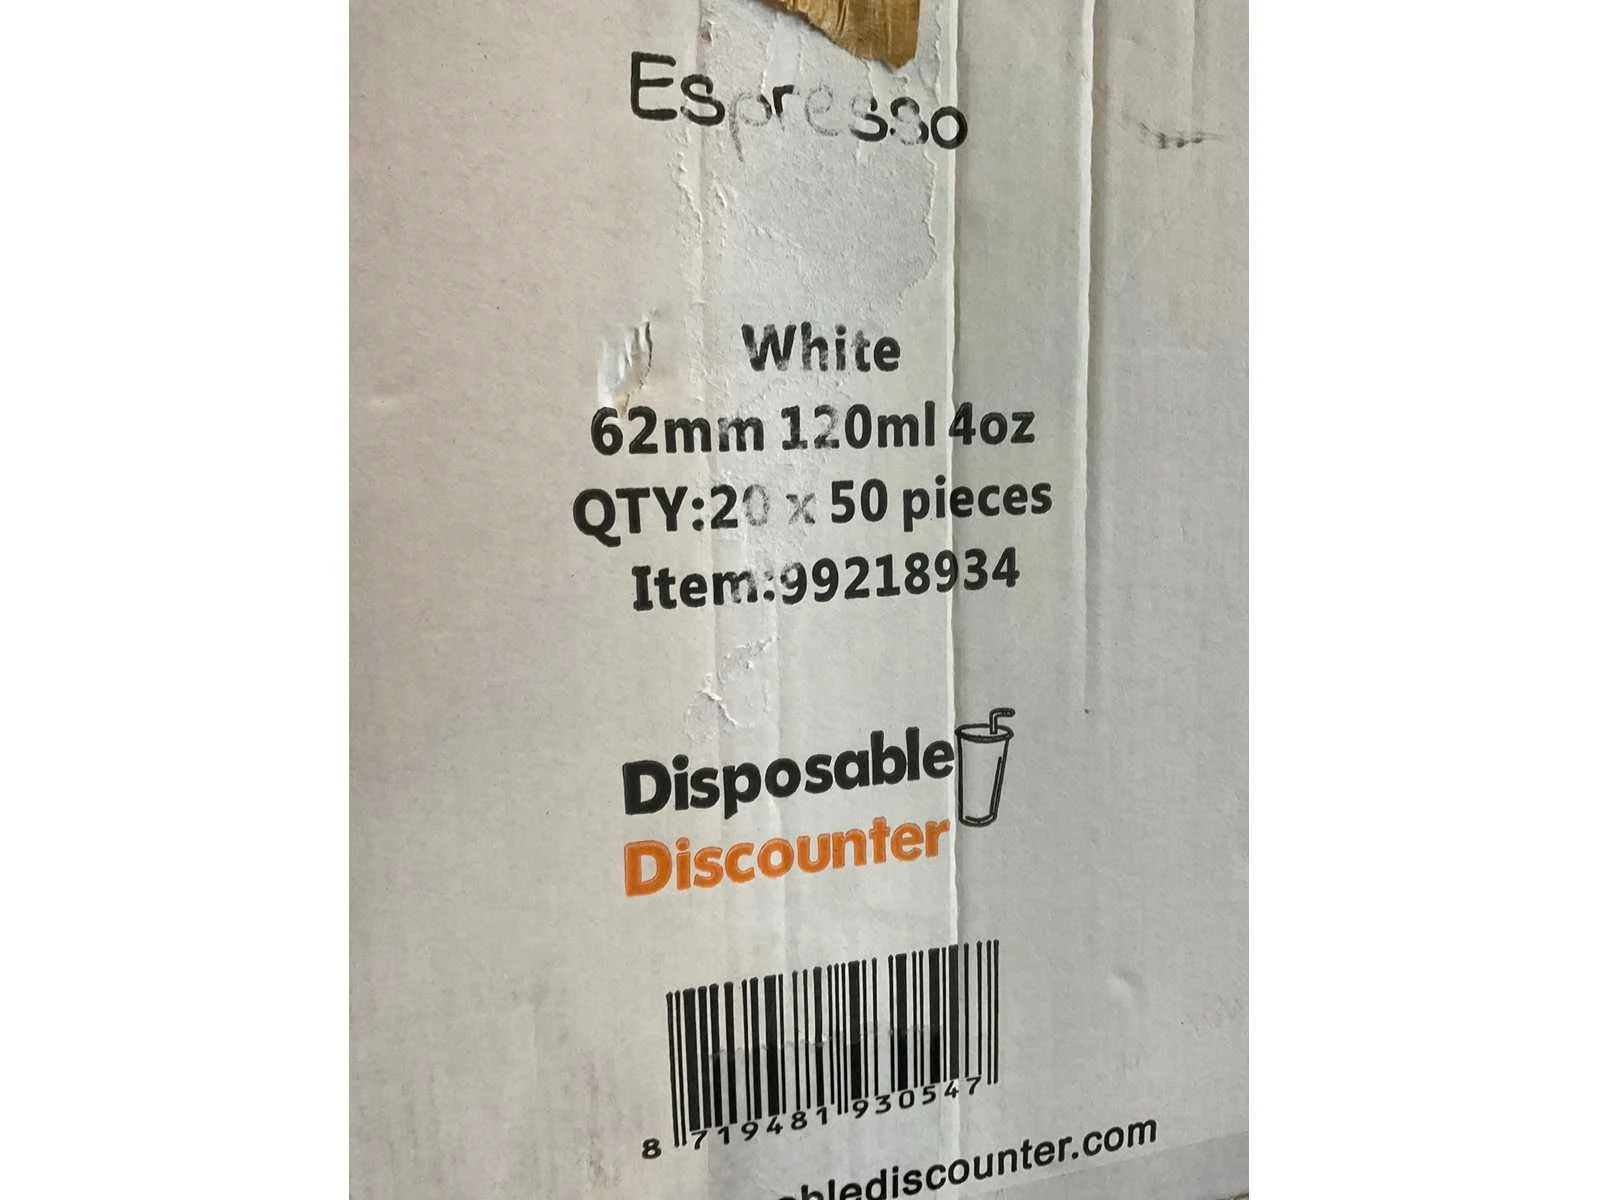 Espresso
White
62mm 120ml 4oz
QTY:20 x 50 pieces
Item:99218934
Disposable
Discounter
8 719481 930547
ablediscounter.com